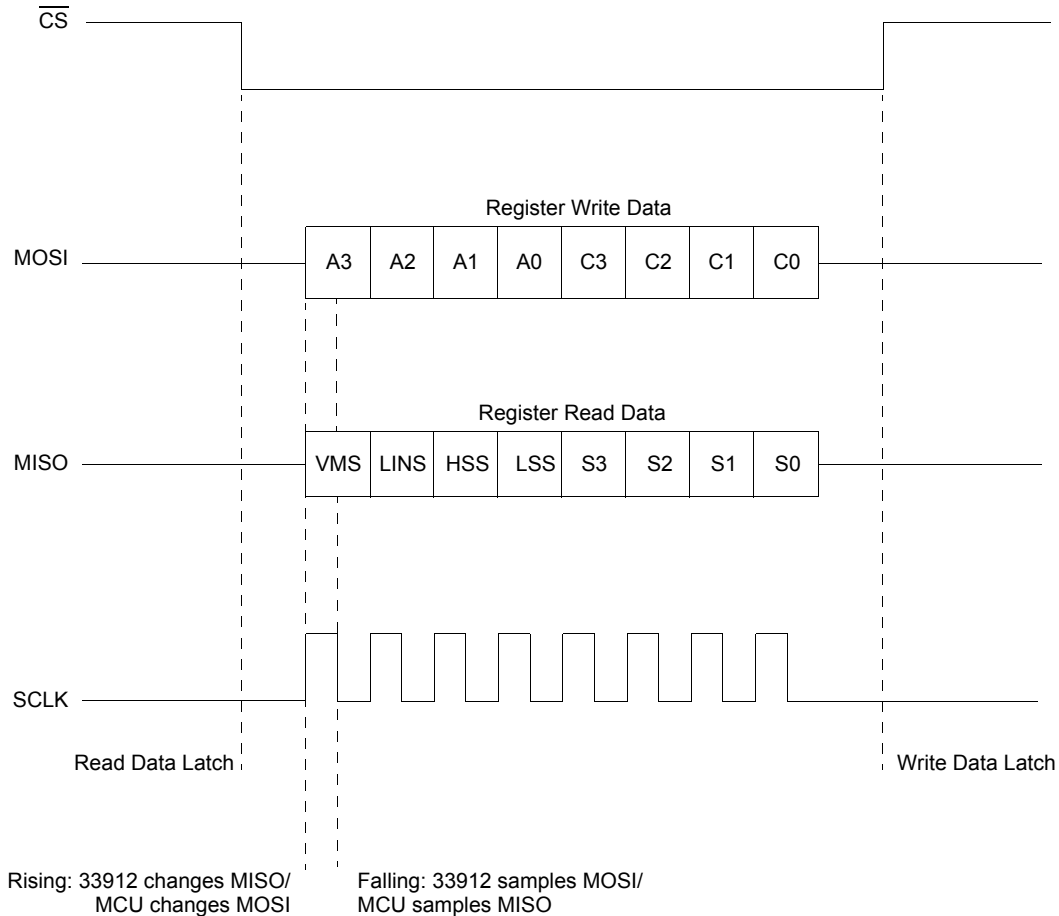 CS
Register Write Data
MOSI
A3 A2 A1 A0 C3 C2 C1 C0
Register Read Data
MISO
VMS LINS HSS LSS S3 S2 S1 S0
SCLK
Read Data Latch
Write Data Latch
Rising: 33912 changes MISO/
MCU changes MOSI
Falling: 33912 samples MOSI/
MCU samples MISO